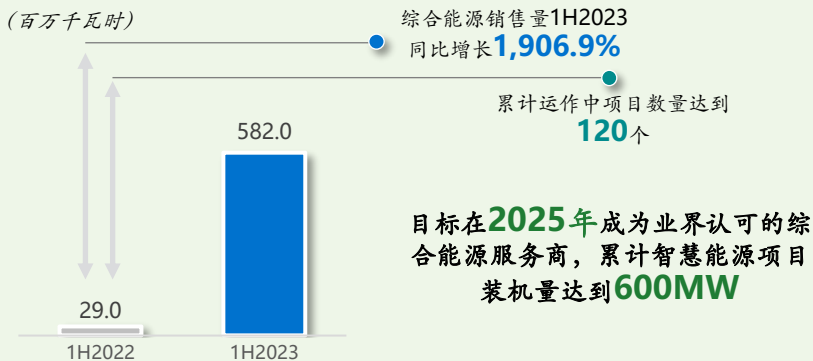 (百万千瓦时)
综合能源销售量1H2023
同比增长1,906.9%
累计运作中项目数量达到
120个
582.0
目标在2025年成为业界认可的综
合能源服务商，累计智慧能源项目
装机量达到600MW
29.0
1H2022
1H2023